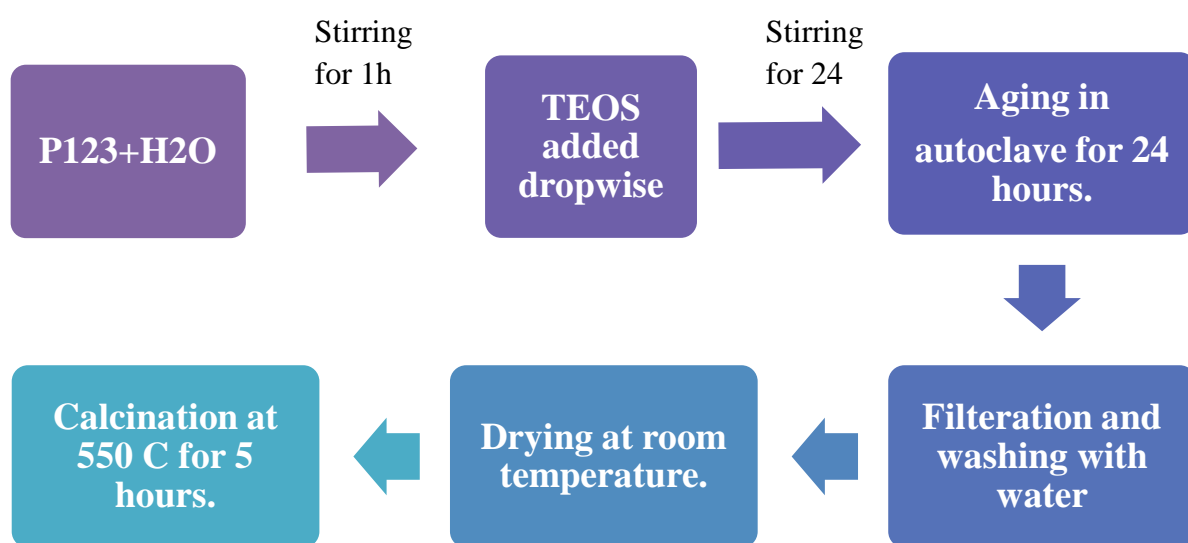 P123+H2O
Stirring
for 1h
TEOS
added
dropwise
Stirring
for 24
Aging in
autoclave for 24
hours.
Filteration and
washing with
water
Drying at room
temperature.
Calcination at
550 C for 5
hours.